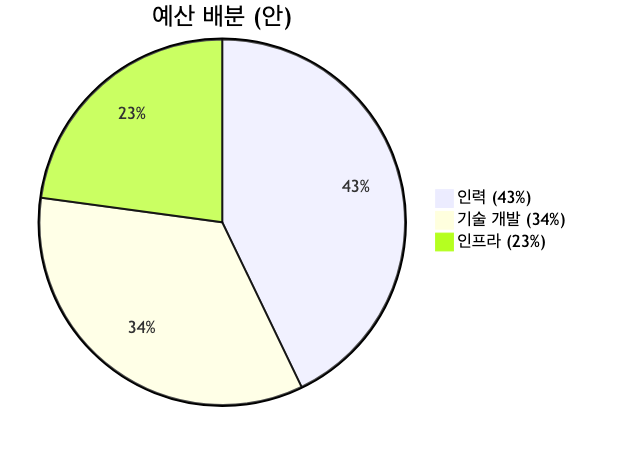 예산 배분 (안)
23%
43%
34%
인력 (43%)
기술 개발 (34%)
인프라 (23%)